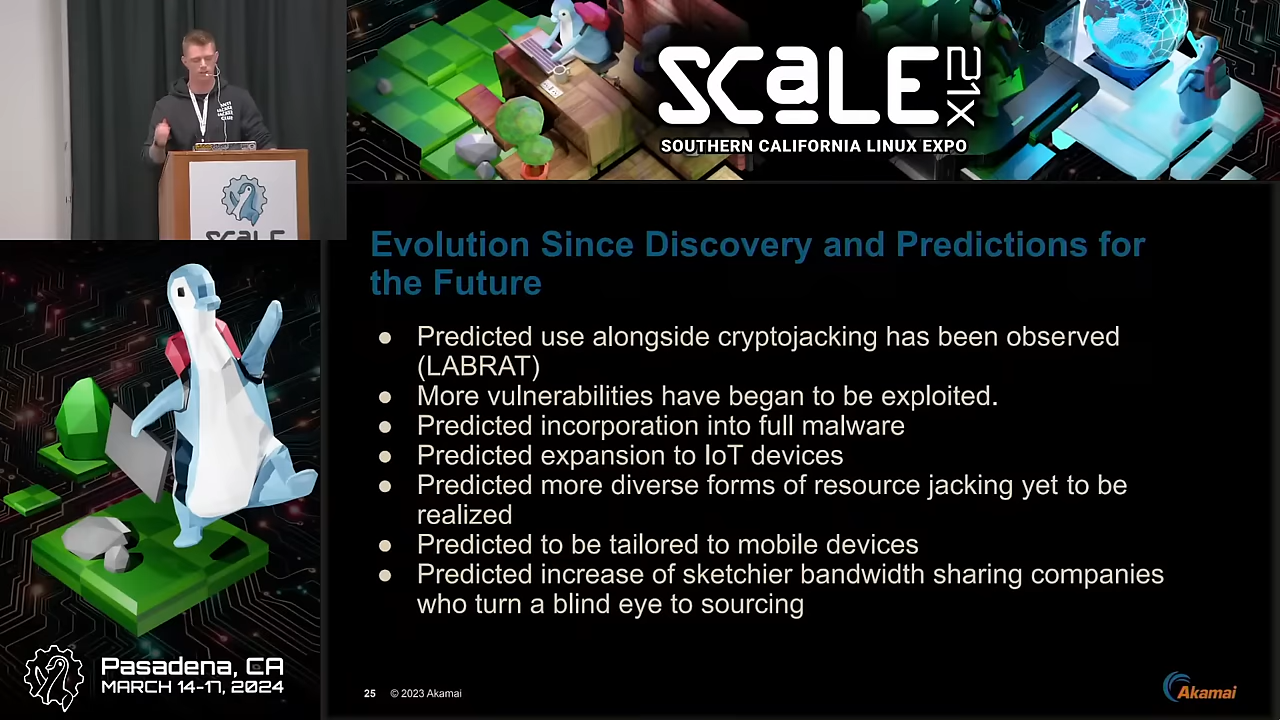 SCaLE 21X
SOUTHERN CALIFORNIA LINUX EXPO
SCALE
Evolution Since Discovery and Predictions for
the Future
● Predicted use alongside cryptojacking has been observed
(LABRAT)
● More vulnerabilities have began to be exploited.
● Predicted incorporation into full malware
● Predicted expansion to IoT devices
● Predicted more diverse forms of resource jacking yet to be
realized
● Predicted to be tailored to mobile devices
● Predicted increase of sketchier bandwidth sharing companies
who turn a blind eye to sourcing
Pasadena, CA
MARCH 14-17, 2024
25 © 2023 Akamai
Akamai